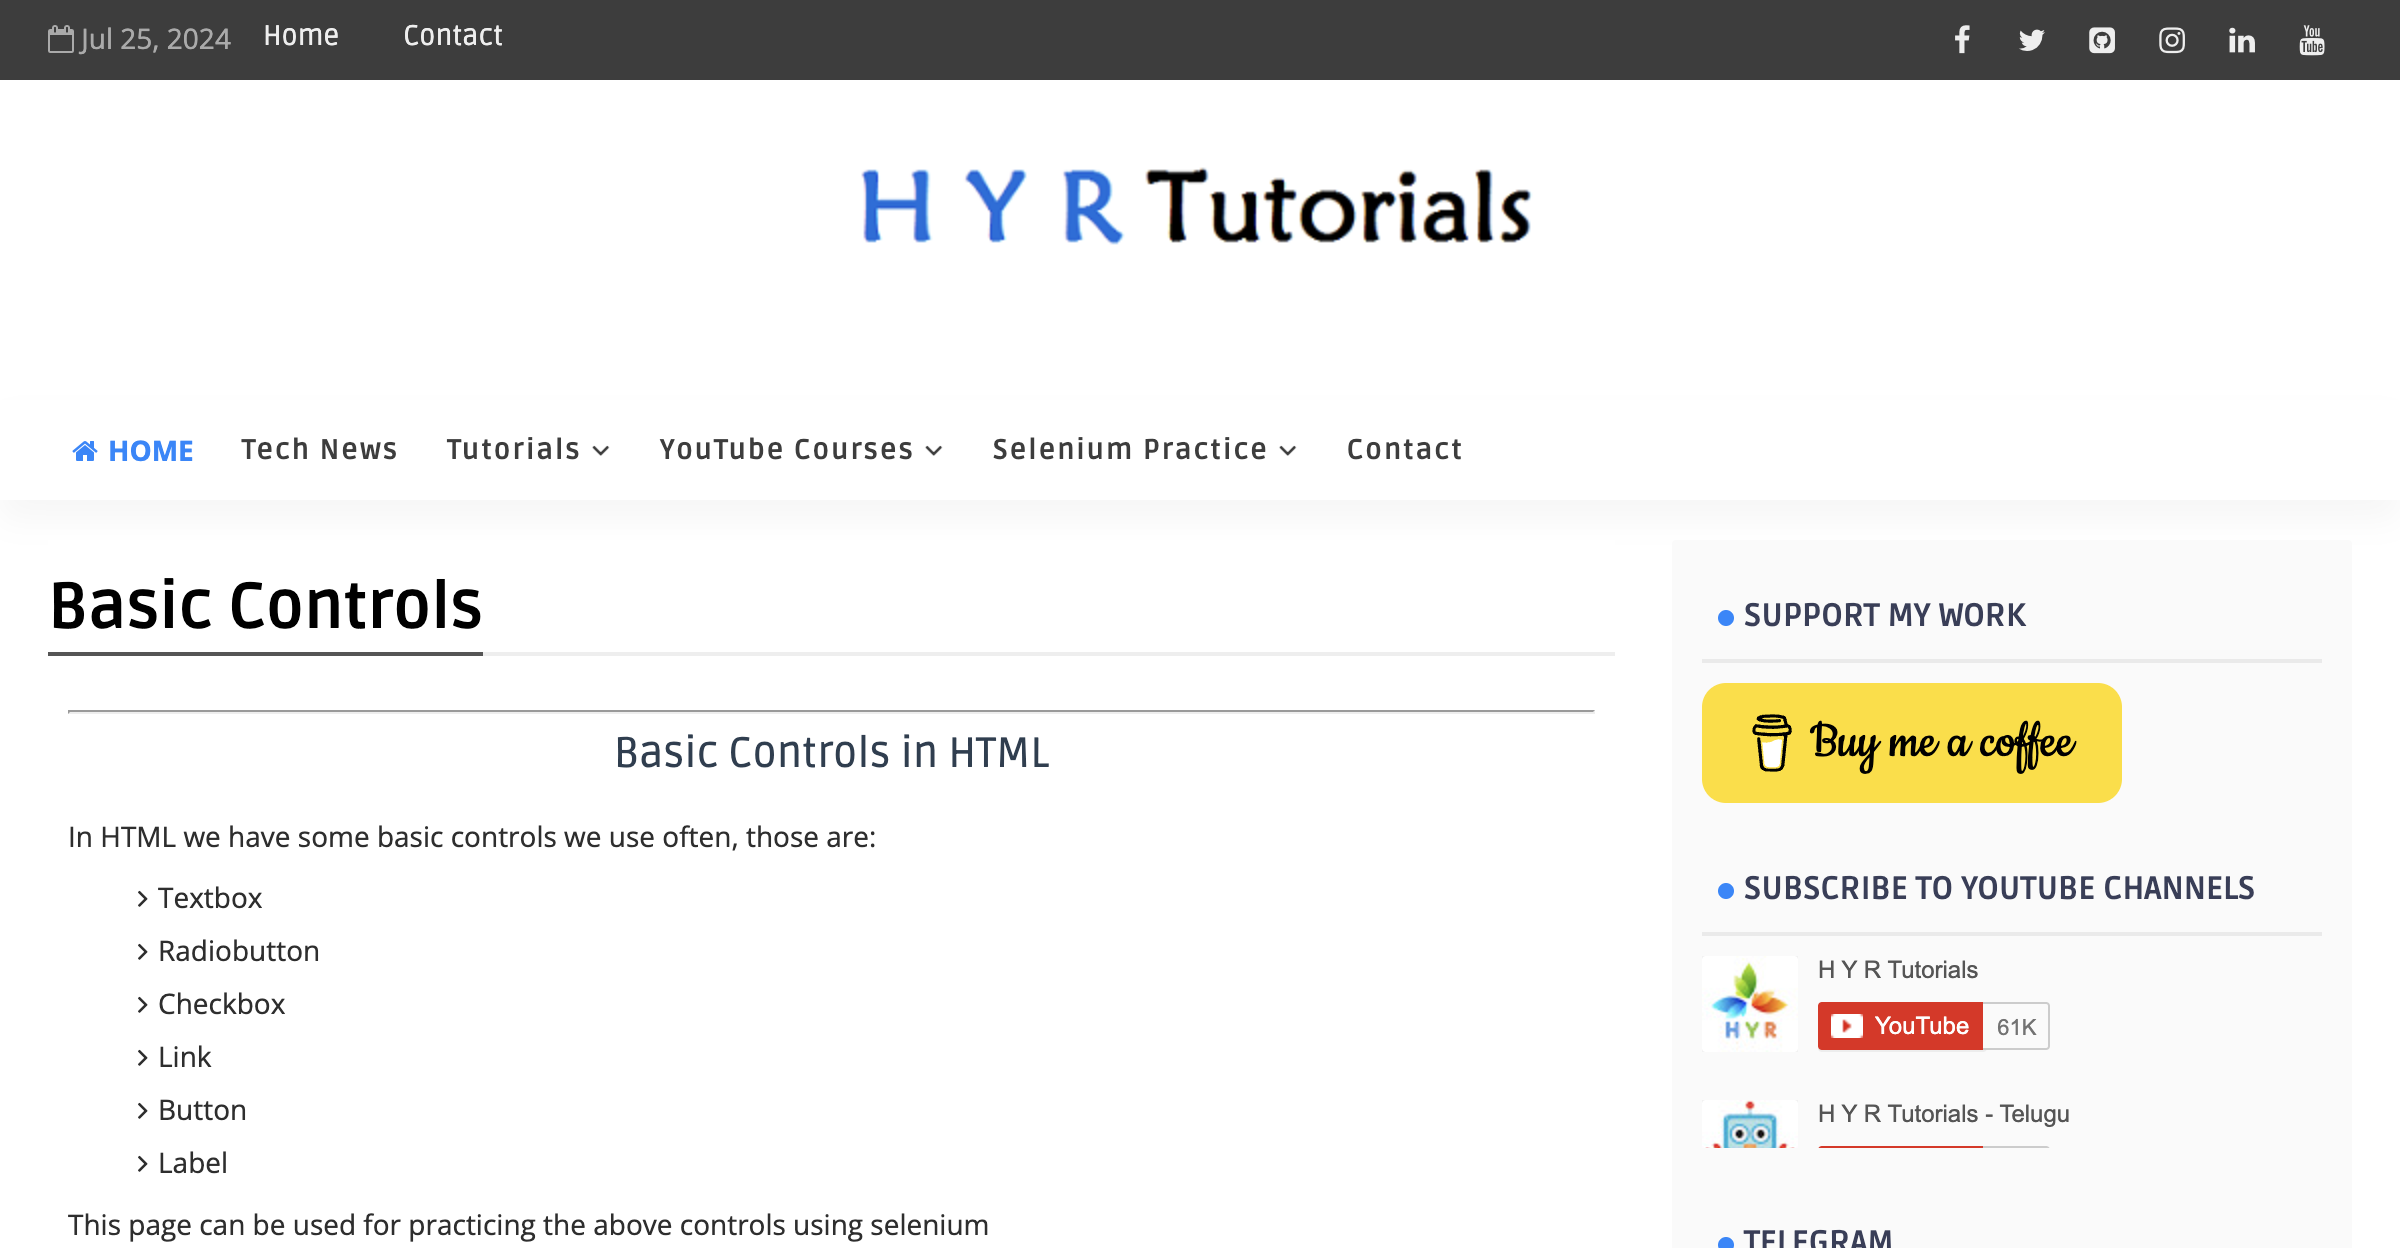 Jul 25, 2024 Home Contact
You Tube
H Y R Tutorials
HOME Tech News Tutorials YouTube Courses Selenium Practice Contact
Basic Controls
Basic Controls in HTML
In HTML we have some basic controls we use often, those are:
Textbox
Radiobutton
Checkbox
Link
Button
Label
This page can be used for practicing the above controls using selenium
SUPPORT MY WORK
Buy me a coffee
SUBSCRIBE TO YOUTUBE CHANNELS
H Y R Tutorials
HYR
YouTube 61K
H Y R Tutorials - Telugu
TELEGRAM